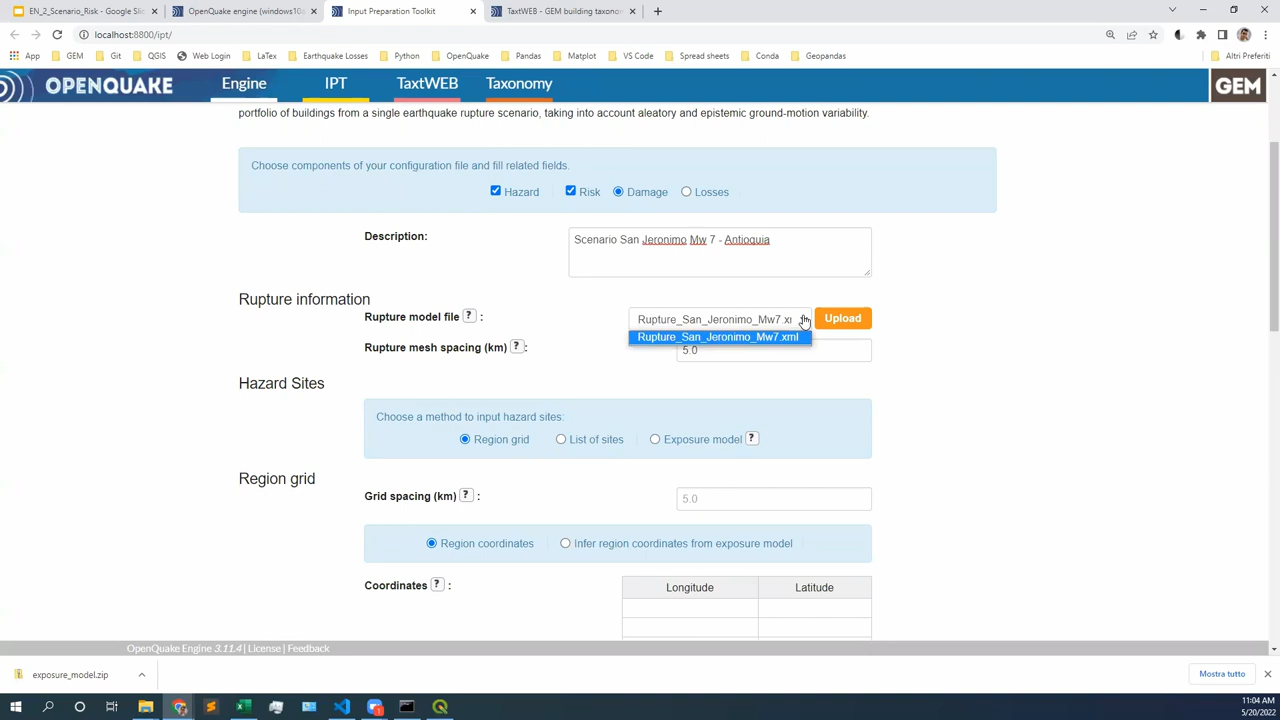 EN_2_Scenario_Risk - Google Slid
OpenQuake engine (windows10a
Input Preparation Toolkit
TaxtWEB - GEM building taxonom
localhost:8800/ipt/
App
GEM
Git
QGIS
Web Login
LaTex
Earthquake Losses
Python
OpenQuake
Pandas
Matplot
VS Code
Spread sheets
Conda
Geopandas
Altri Preferiti
OPENQUAKE
Engine
IPT
TaxtWEB
Taxonomy
GEM
portfolio of buildings from a single earthquake rupture scenario, taking into account aleatory and epistemic ground-motion variability.
Choose components of your configuration file and fill related fields.
Hazard
Risk
Damage
Losses
Description:
Scenario San Jeronimo Mw 7 - Antioquia
Rupture information
Rupture model file ? :
Rupture_San_Jeronimo_Mw7.xr
Upload
Rupture_San_Jeronimo_Mw7.xml
Rupture mesh spacing (km) ? :
5.0
Hazard Sites
Choose a method to input hazard sites:
Region grid
List of sites
Exposure model ?
Region grid
Grid spacing (km) ? :
5.0
Region coordinates
Infer region coordinates from exposure model
Coordinates ? :
Longitude
Latitude
OpenQuake Engine 3.11.4 | License | Feedback
exposure_model.zip
Mostra tutto
11:04 AM
5/20/2022